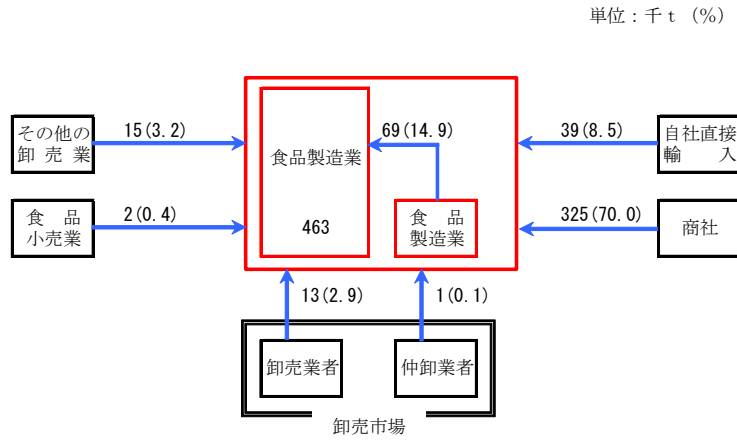 単位：千ｔ（%）
その他の
卸売業
15(3.2)
食品製造業
463
69(14.9)
食品
製造業
39(8.5)
自社直接
輸入
食品
小売業
2(0.4)
325(70.0)
商社
13(2.9)
1(0.1)
卸売業者
仲卸業者
卸売市場